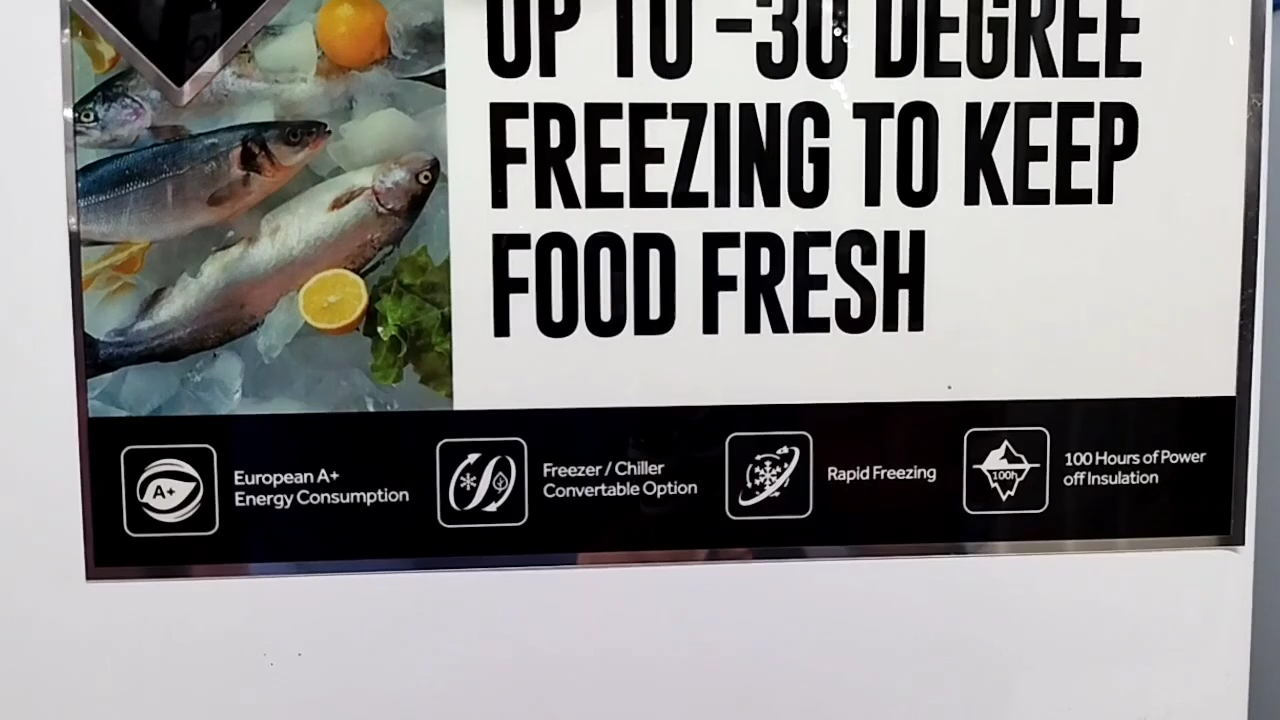 UP TO -30 DEGREE
FREEZING TO KEEP
FOOD FRESH
A+
European A+
Energy Consumption
Freezer / Chiller
Convertable Option
Rapid Freezing
100h
100 Hours of Power
off Insulation